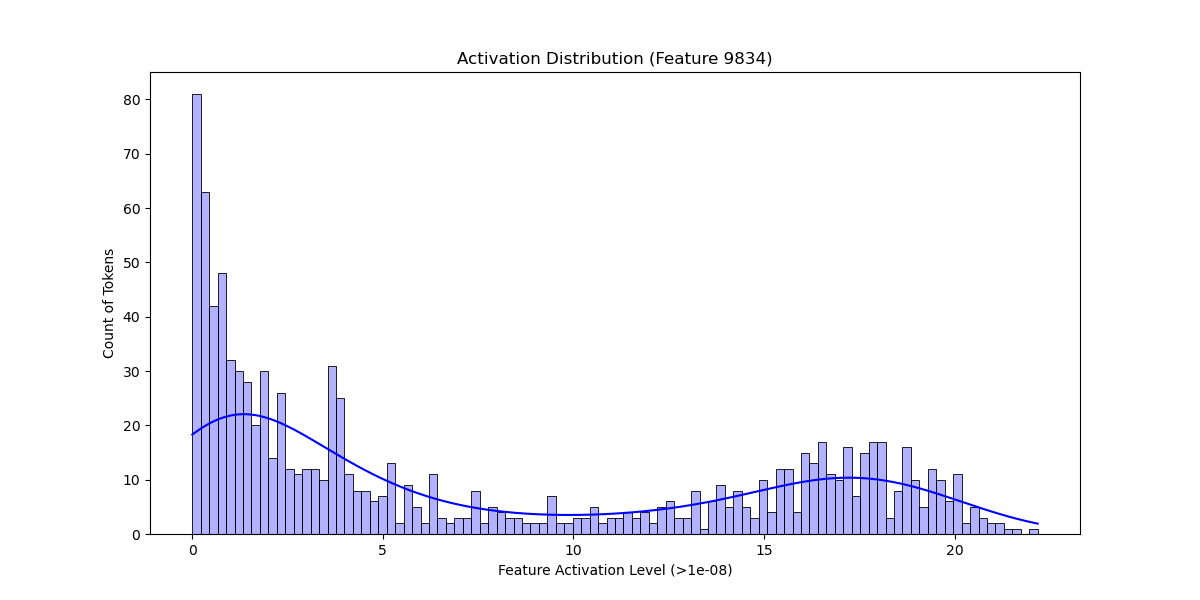 Activation Distribution (Feature 9834)
Count of Tokens
80
70
60
50
40
30
20
10
0
0 5 10 15 20
Feature Activation Level (>1e-08)